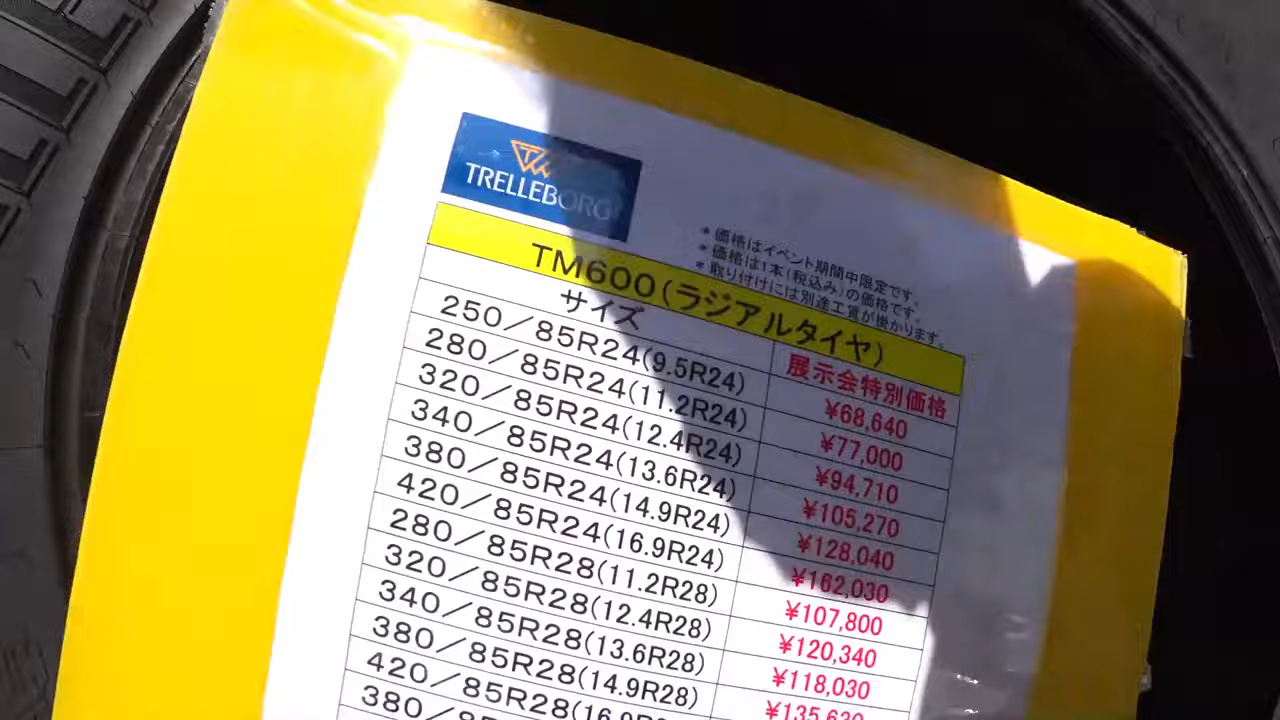 TRELLEBORG
＊価格はイベント期間中限定です。
＊価格は1本(税込み)の価格です。
＊取り付けには別途工賃が掛かります。
TM600(ラジアルタイヤ)
サイズ 展示会特別価格
250／85R24(9.5R24) ¥68,640
280／85R24(11.2R24) ¥77,000
320／85R24(12.4R24) ¥94,710
340／85R24(13.6R24) ¥105,270
380／85R24(14.9R24) ¥128,040
420／85R24(16.9R24) ¥162,030
280／85R28(11.2R28) ¥107,800
320／85R28(12.4R28) ¥120,340
340／85R28(13.6R28) ¥118,030
380／85R28(14.9R28) ¥135,630
420／85R28(16.9R28)
380／85